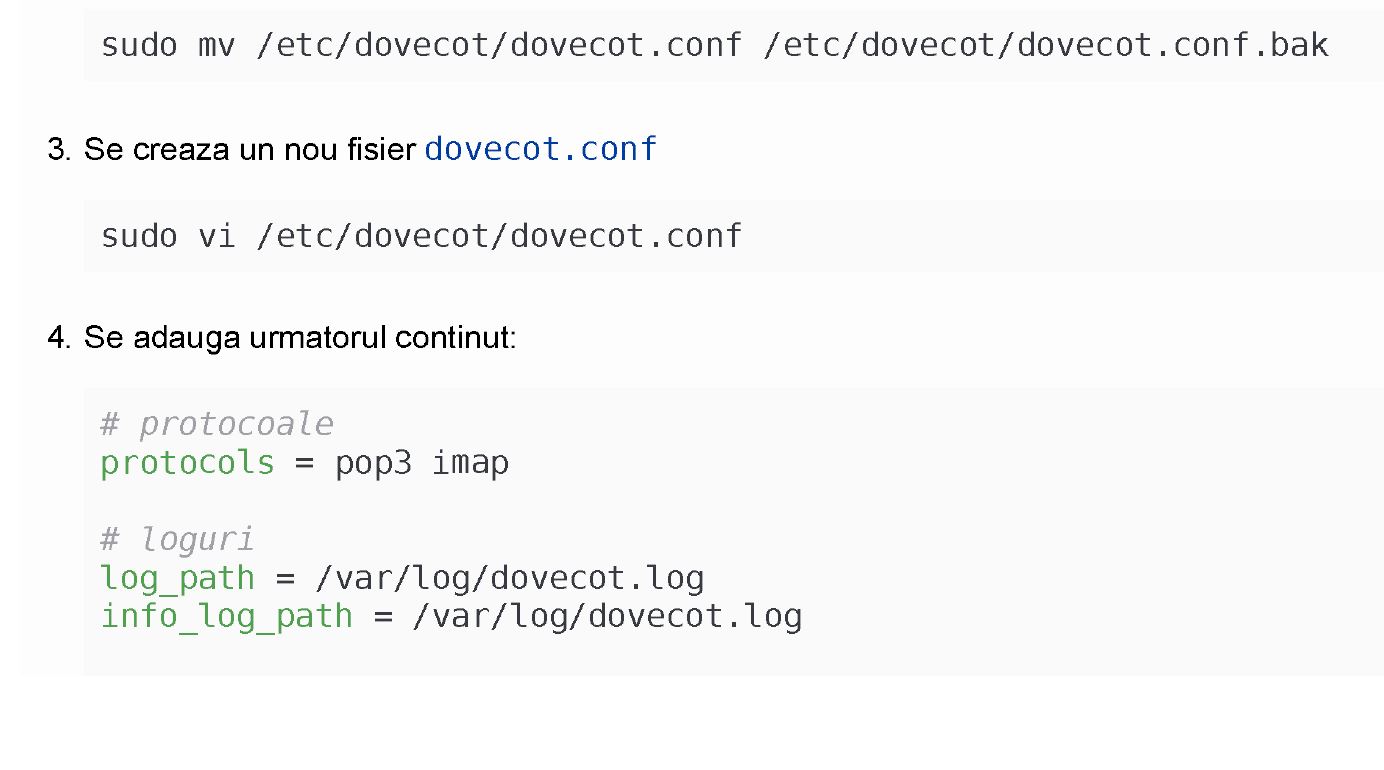 sudo mv /etc/dovecot/dovecot.conf /etc/dovecot/dovecot.conf.bak
3. Se creaza un nou fisier dovecot.conf
sudo vi /etc/dovecot/dovecot.conf
4. Se adauga urmatorul continut:
# protocoale
protocols = pop3 imap
# loguri
log_path = /var/log/dovecot.log
info_log_path = /var/log/dovecot.log